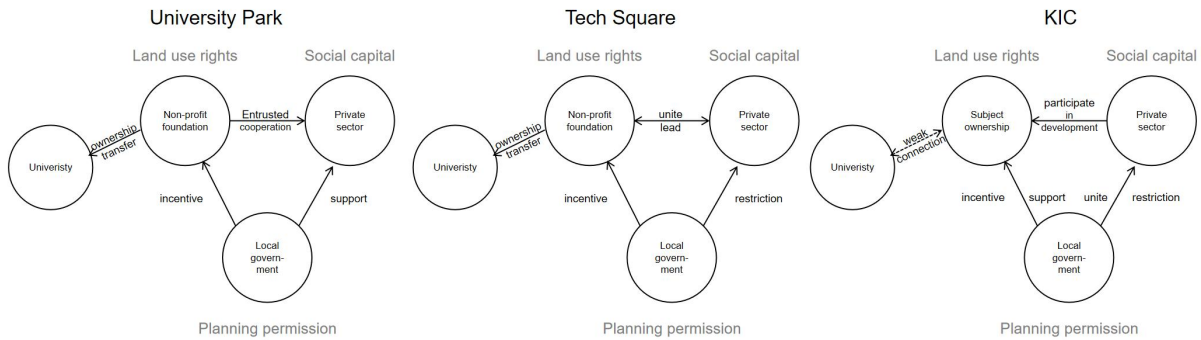 University Park
Land use rights
Social capital
Non-profit
foundation
Entrusted
cooperation
Private
sector
ownership
transfer
Univeristy
incentive
support
Local
govern-
ment
Planning permission
Tech Square
Land use rights
Social capital
Non-profit
foundation
unite
lead
Private
sector
ownership
transfer
Univeristy
incentive
restriction
Local
govern-
ment
Planning permission
KIC
Land use rights
Social capital
Subject
ownership
participate
in
development
Private
sector
weak
connection
Univeristy
incentive
support
unite
restriction
Local
govern-
ment
Planning permission